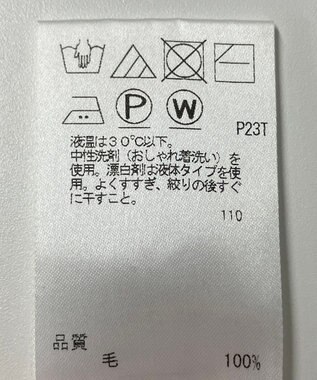 P
W
P23T
液温は30℃以下。
中性洗剤（おしゃれ着洗い）を
使用。漂白剤は液体タイプを使
用。よくすすぎ、絞りの後すぐ
に干すこと。
110
品質
毛 100%